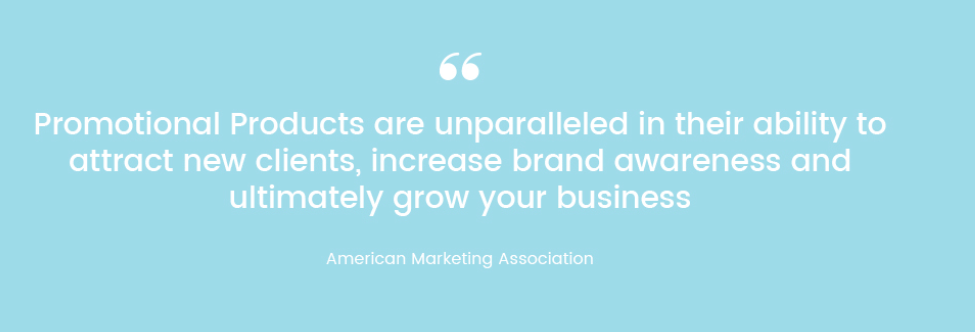 “
Promotional Products are unparalleled in their ability to
attract new clients, increase brand awareness and
ultimately grow your business
American Marketing Association